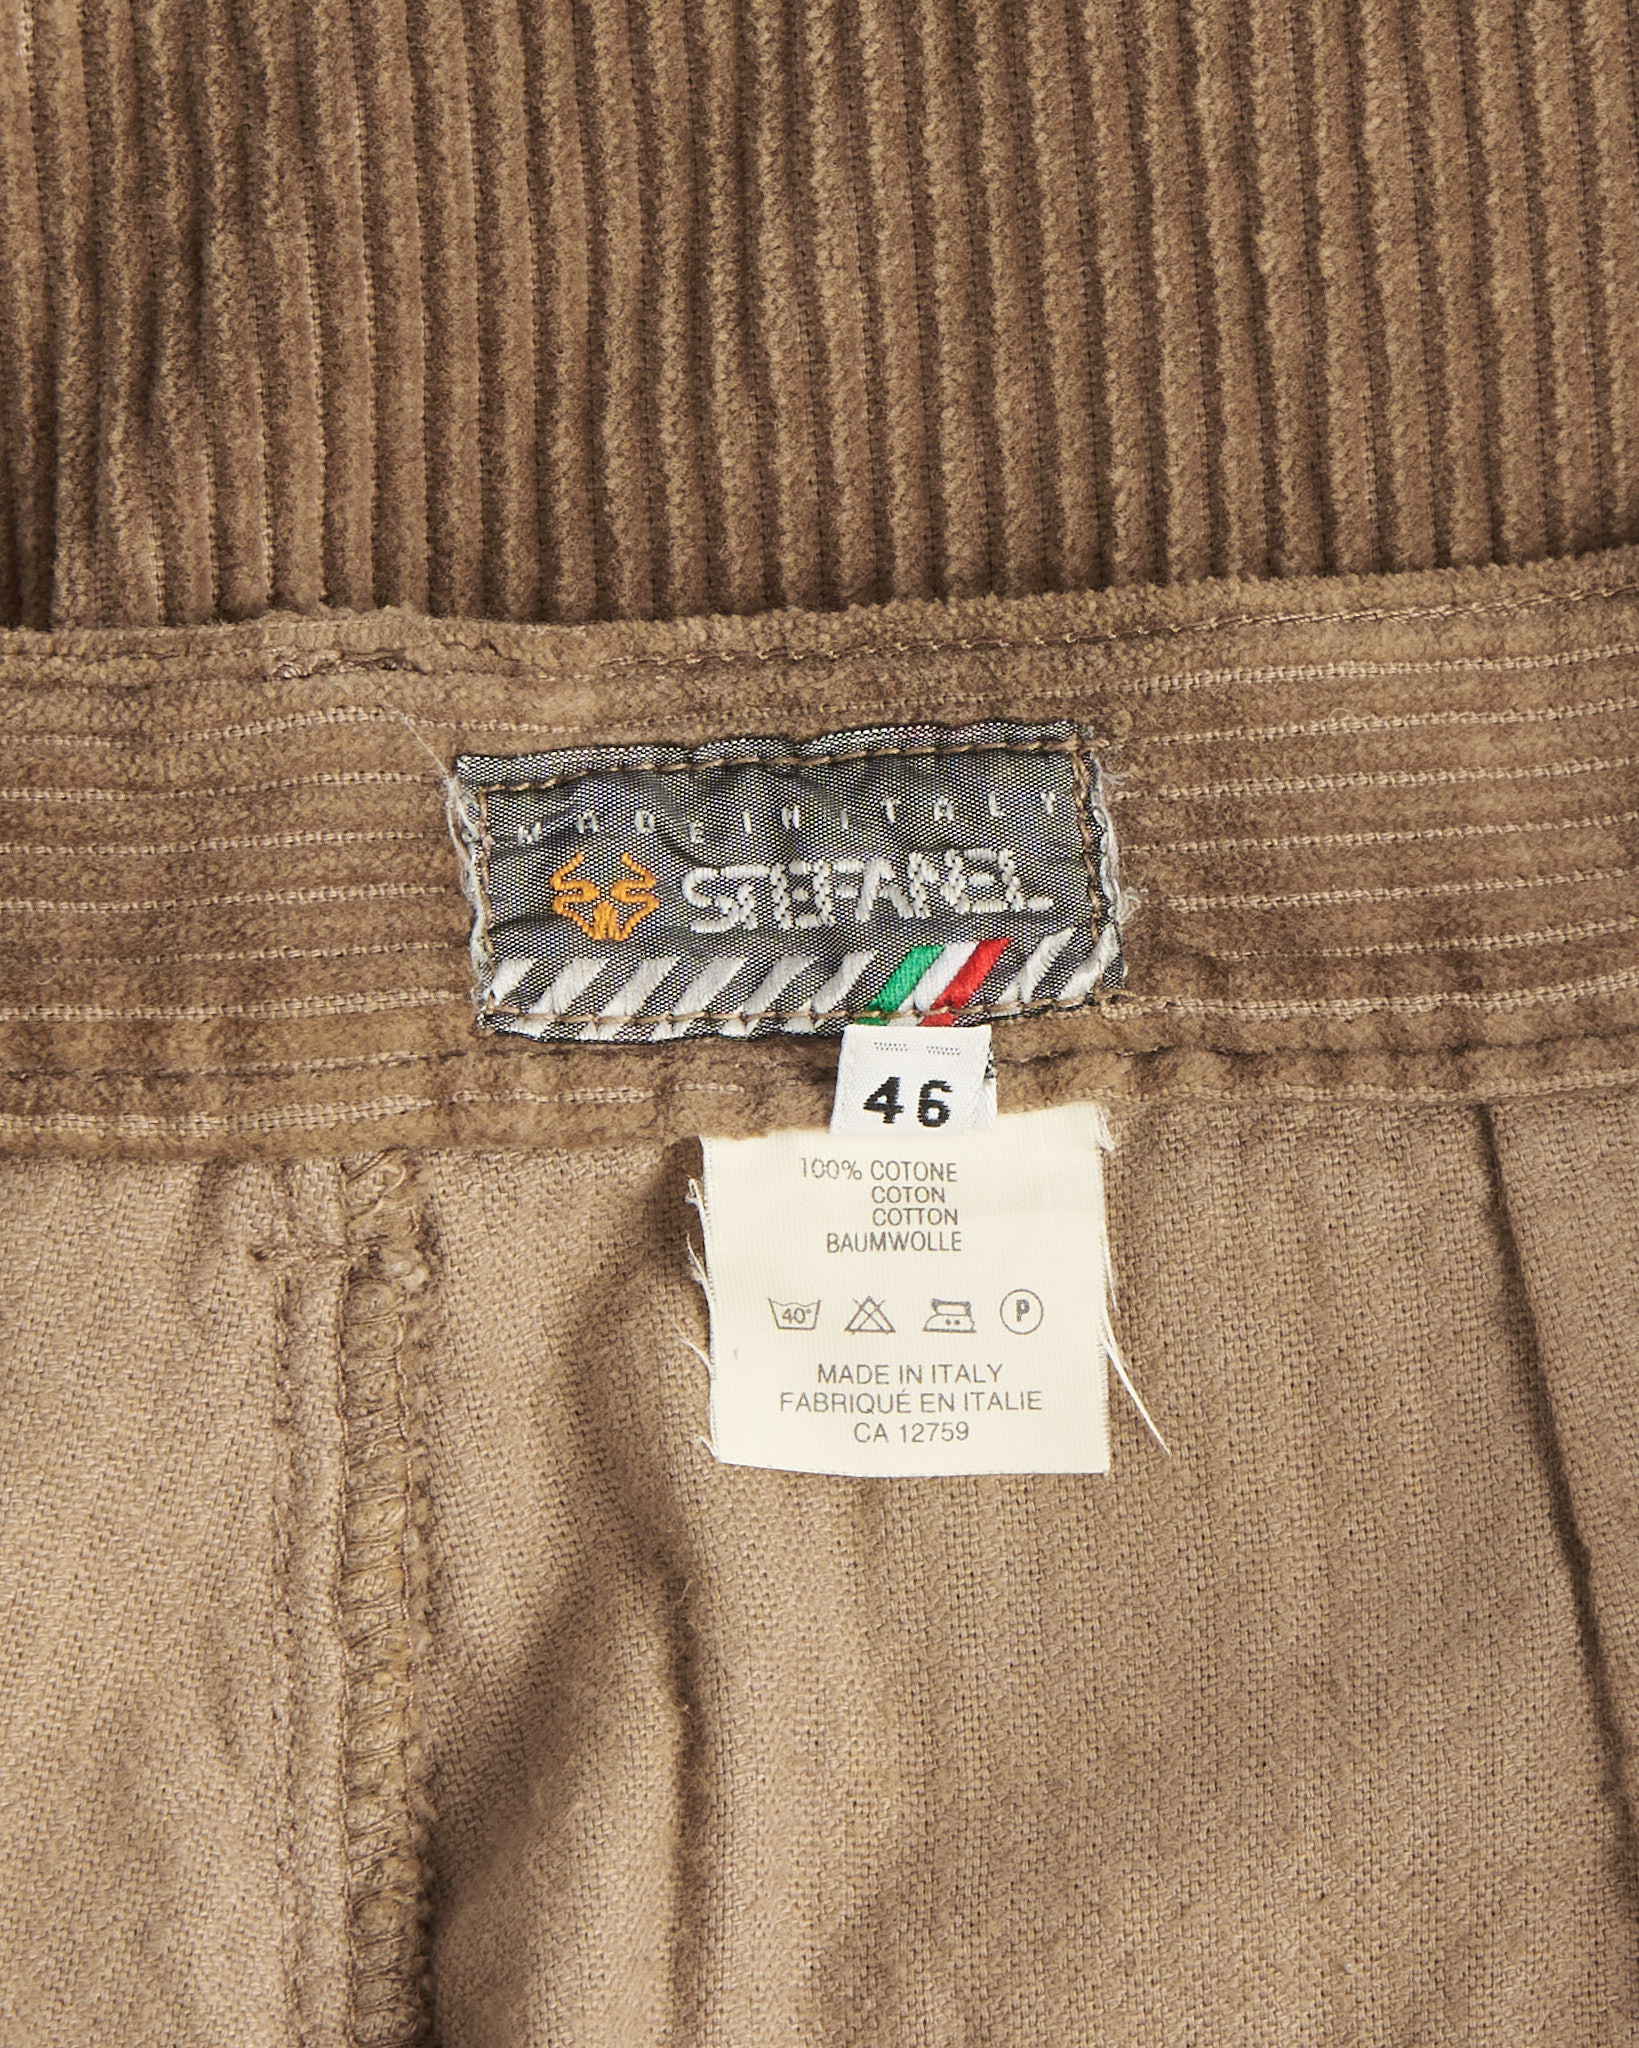 MADE IN ITALY
STEFANEL
46
100% COTONE
COTON
COTTON
BAUMWOLLE
40°
P
MADE IN ITALY
FABRIQUÉ EN ITALIE
CA 12759